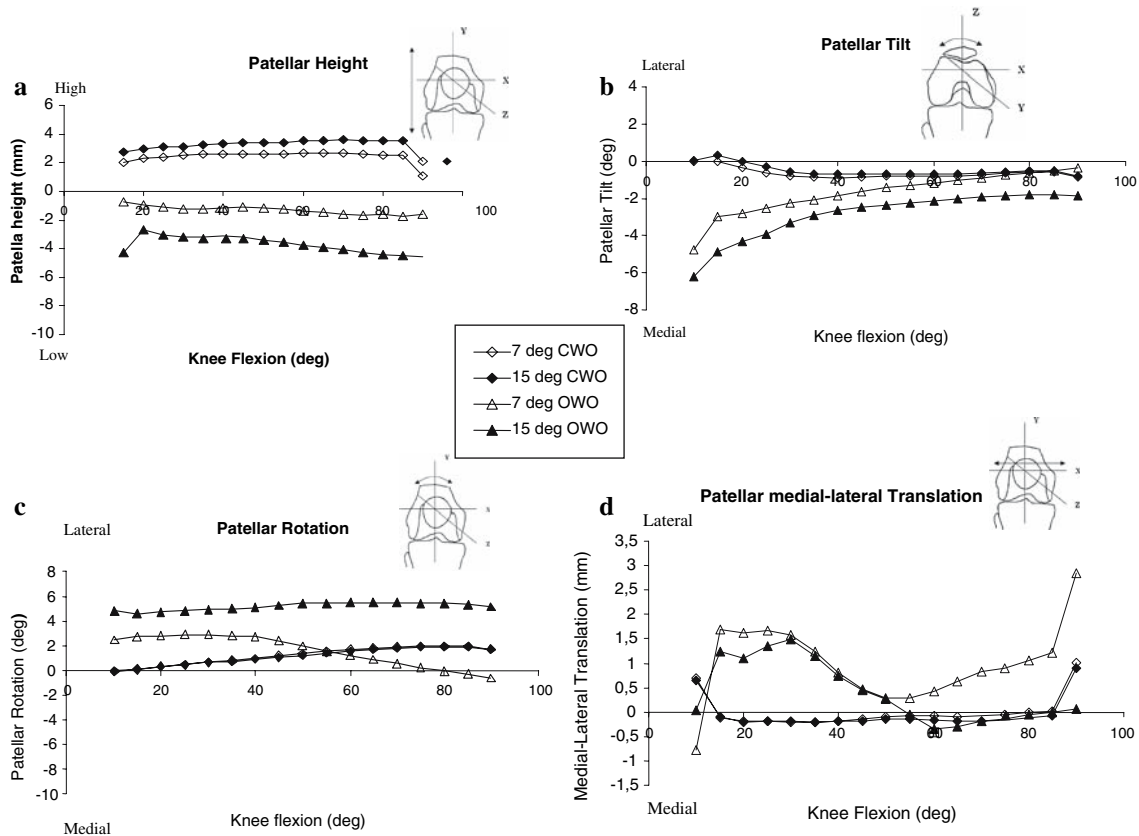 a
Patellar Height
High
Patella height (mm)
6
4
2
0
-2
-4
-6
-8
-10
0
20
40
60
80
100
Low
Knee Flexion (deg)
Y
X
Z
b
Patellar Tilt
Lateral
Patellar Tilt (deg)
4
2
0
-2
-4
-6
-8
0
20
40
60
80
100
Medial
Knee flexion (deg)
Z
X
Y
7 deg CWO
15 deg CWO
7 deg OWO
15 deg OWO
c
Patellar Rotation
Lateral
Patellar Rotation (deg)
8
6
4
2
0
-2
-4
-6
-8
-10
0
20
40
60
80
100
Medial
Knee flexion (deg)
Y
X
Z
d
Patellar medial-lateral Translation
Lateral
Medial-Lateral Translation (mm)
3,5
3
2,5
2
1,5
1
0,5
0
-0,5
-1
-1,5
0
20
40
60
80
100
Medial
Knee Flexion (deg)
Y
X
Z